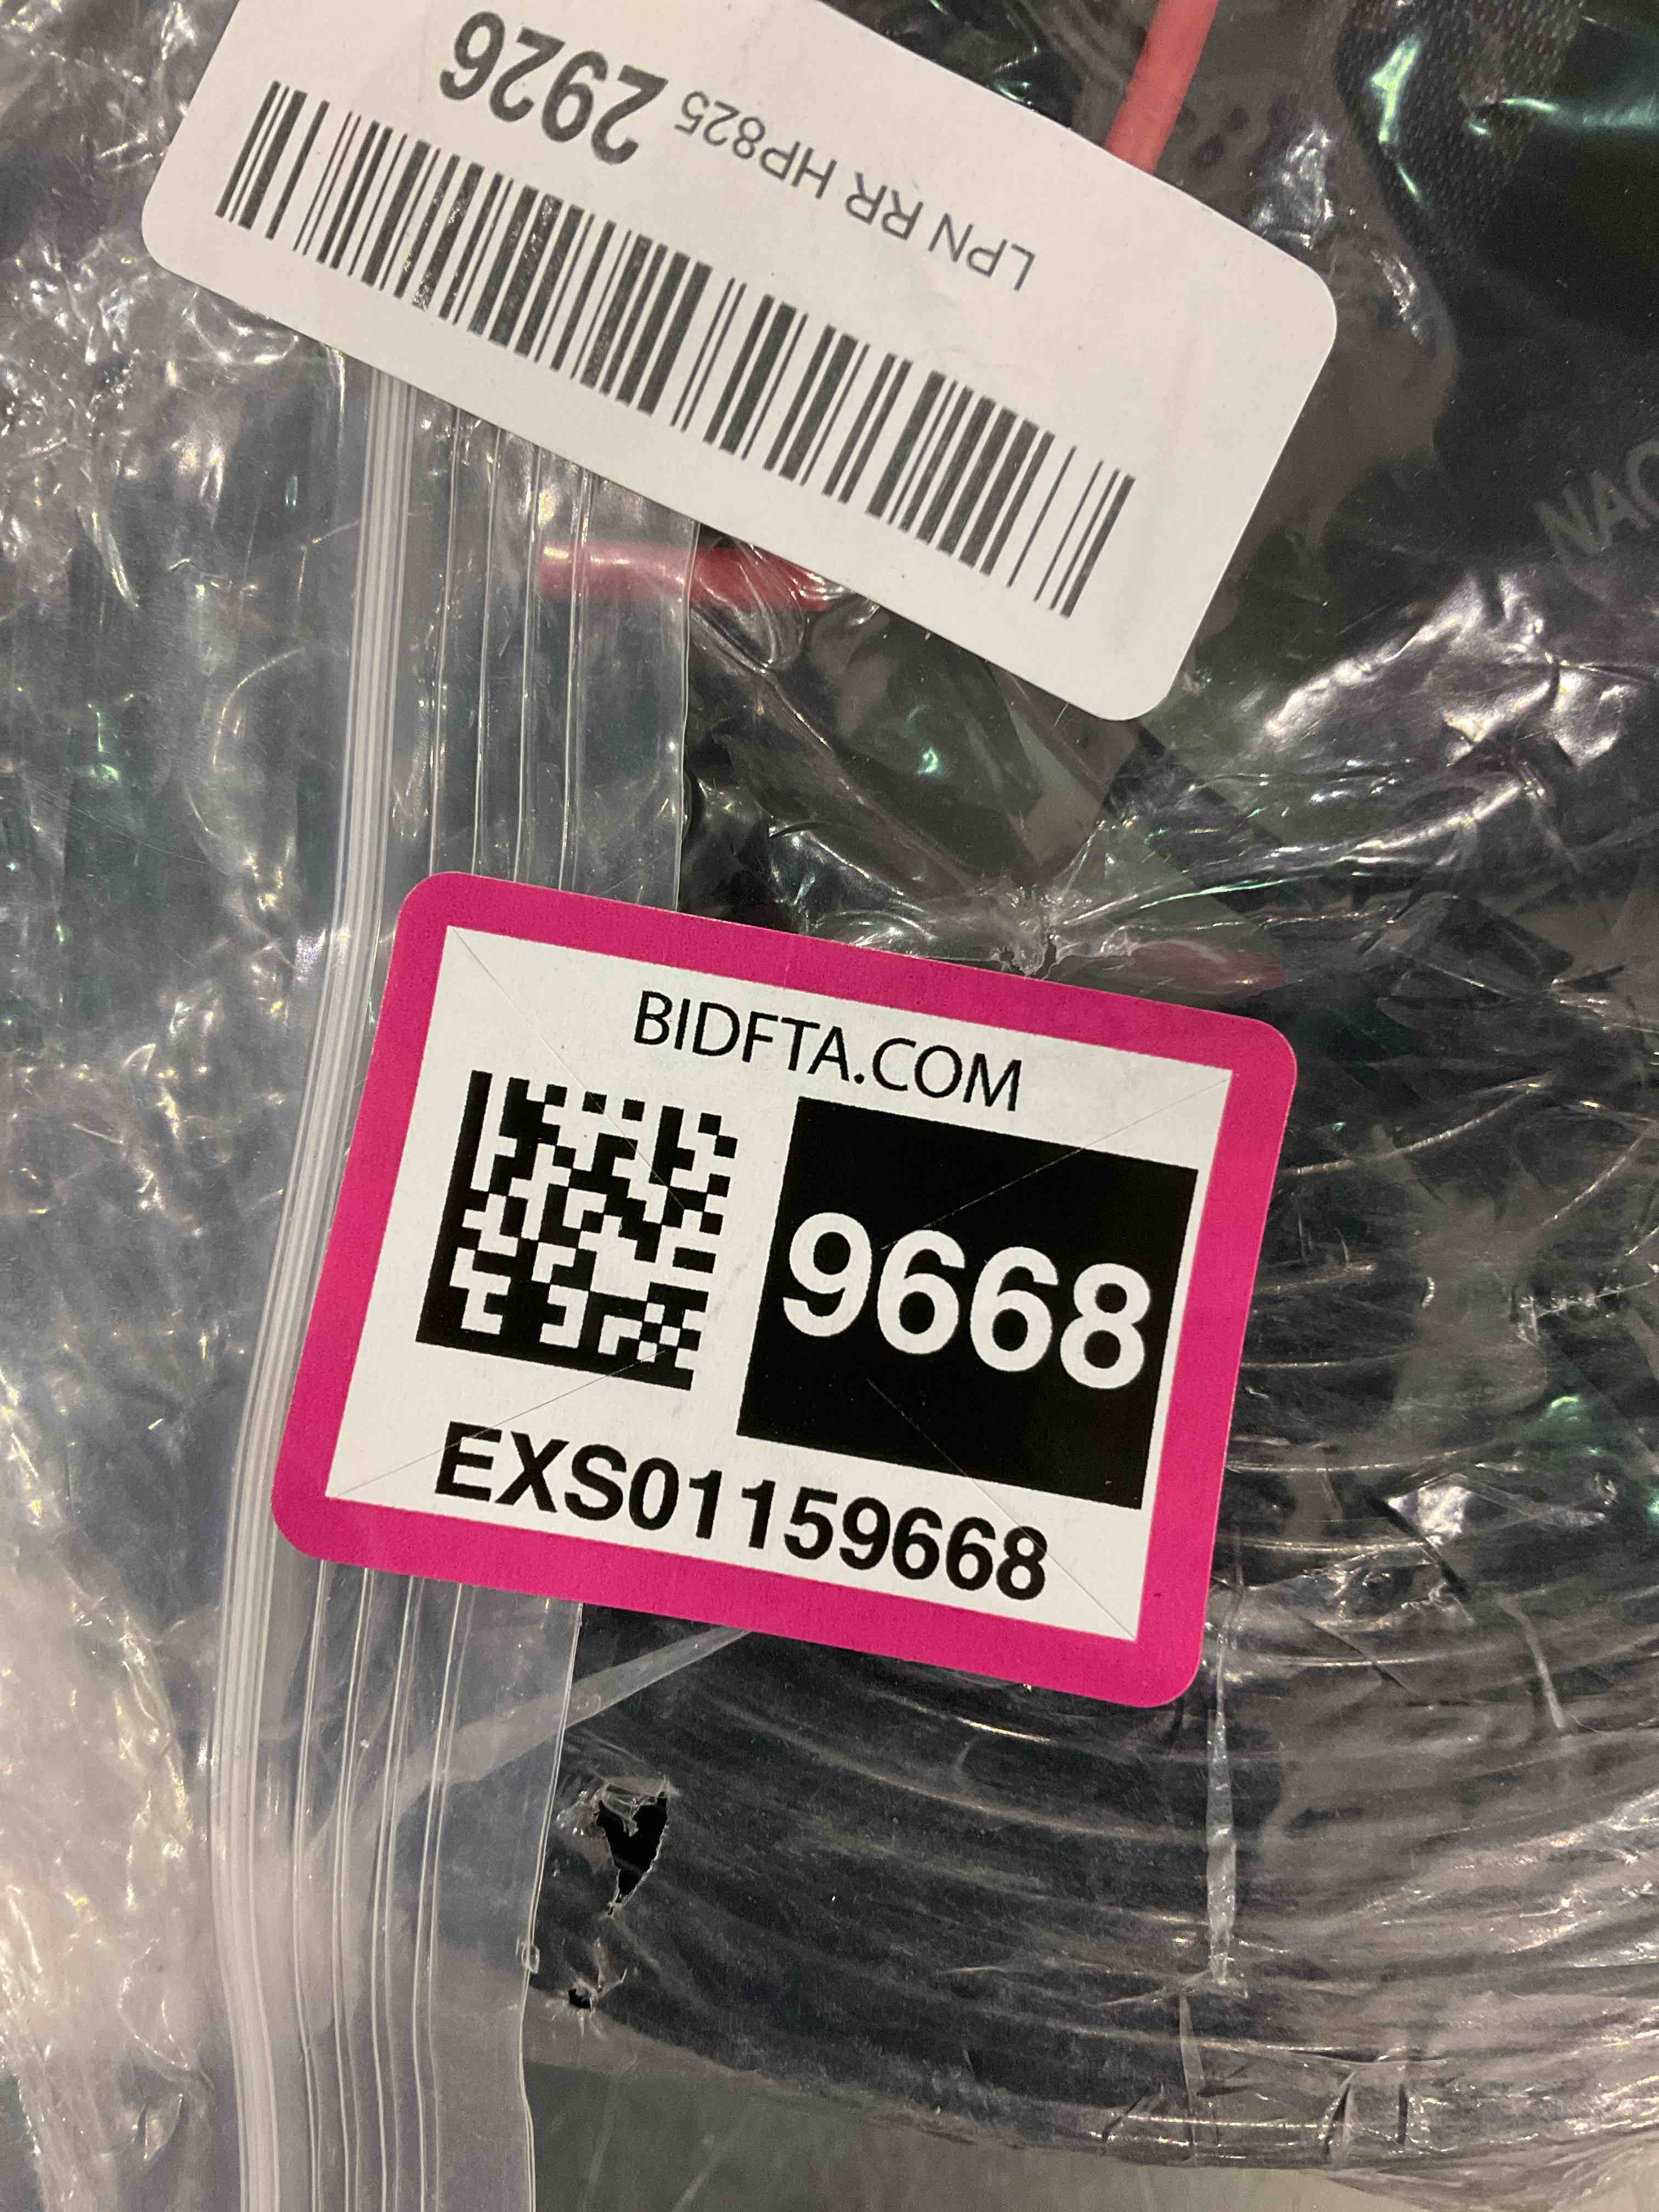 LPN RR HP825 2926
BIDFTA.COM
9668
EXS01159668